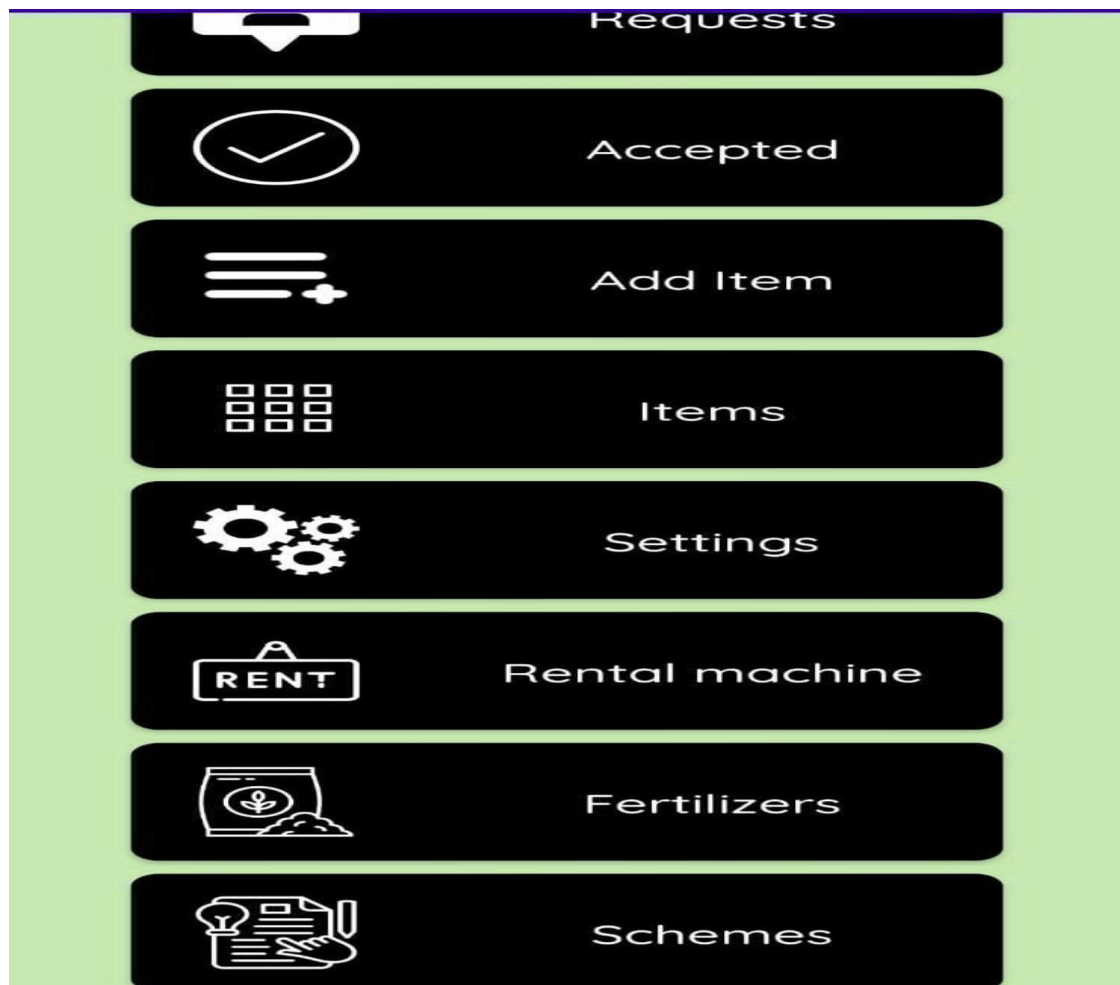 Requests
Accepted
Add Item
Items
Settings
RENT
Rental machine
Fertilizers
Schemes